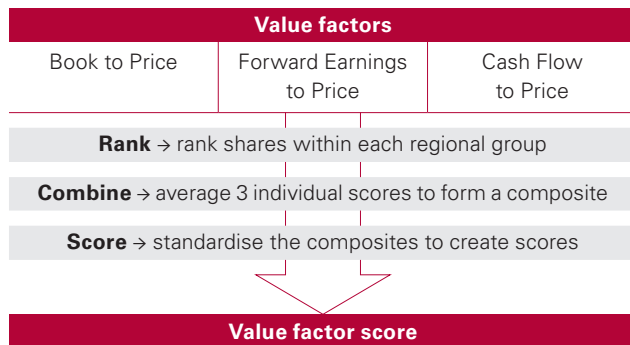 Value factors
Book to Price
Forward Earnings
to Price
Cash Flow
to Price
Rank → rank shares within each regional group
Combine → average 3 individual scores to form a composite
Score → standardise the composites to create scores
Value factor score